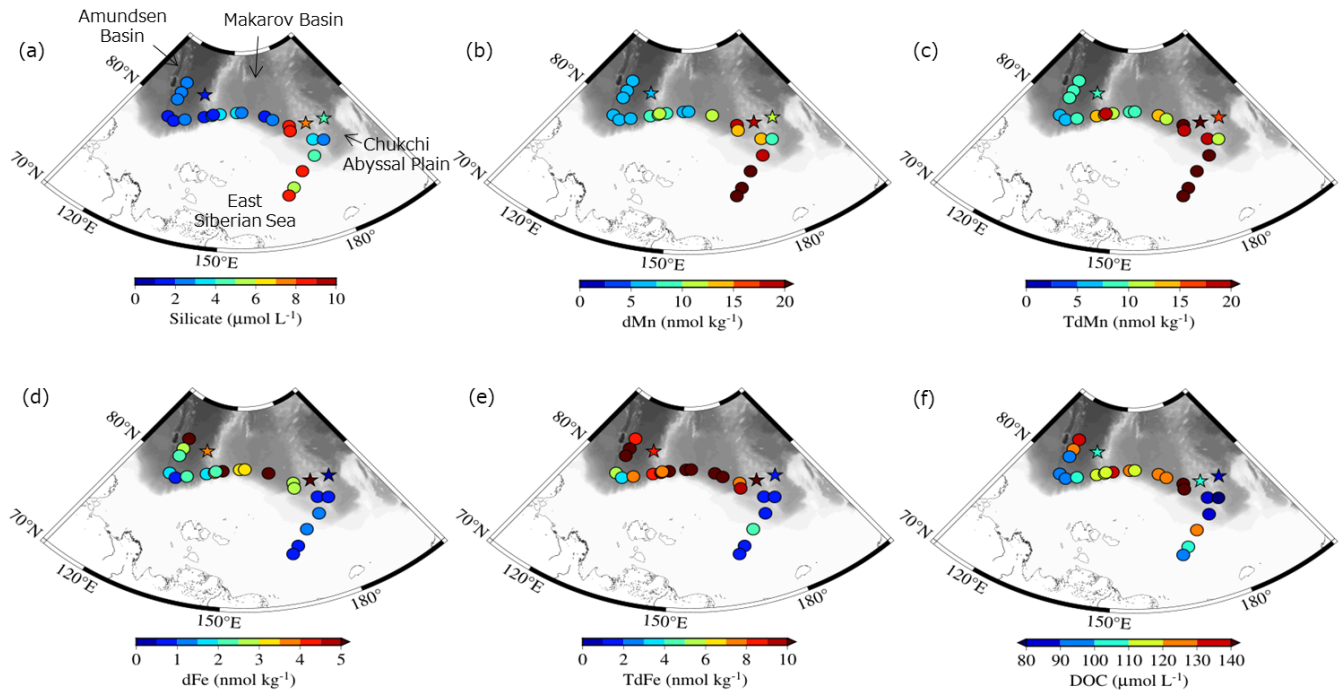 (a)
Amundsen
Basin
Makarov Basin
80°N
70°N
120°E
150°E
180°
East
Siberian Sea
Chukchi
Abyssal Plain
0 2 4 6 8 10
Silicate (μmol L⁻¹)
(b)
80°N
70°N
120°E
150°E
180°
0 5 10 15 20
dMn (nmol kg⁻¹)
(c)
80°N
70°N
120°E
150°E
180°
0 5 10 15 20
TdMn (nmol kg⁻¹)
(d)
80°N
70°N
120°E
150°E
180°
0 1 2 3 4 5
dFe (nmol kg⁻¹)
(e)
80°N
70°N
120°E
150°E
180°
0 2 4 6 8 10
TdFe (nmol kg⁻¹)
(f)
80°N
70°N
120°E
150°E
180°
80 90 100 110 120 130 140
DOC (μmol L⁻¹)